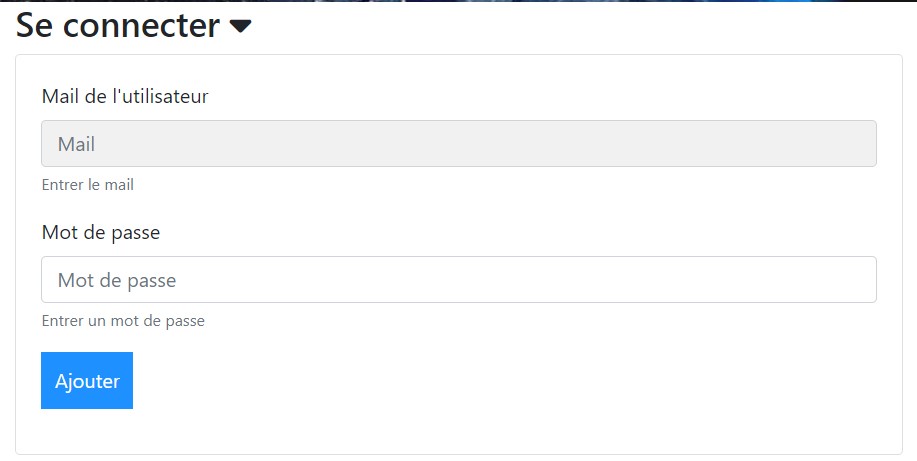 Se connecter
Mail de l'utilisateur
Mail
Entrer le mail
Mot de passe
Mot de passe
Entrer un mot de passe
Ajouter